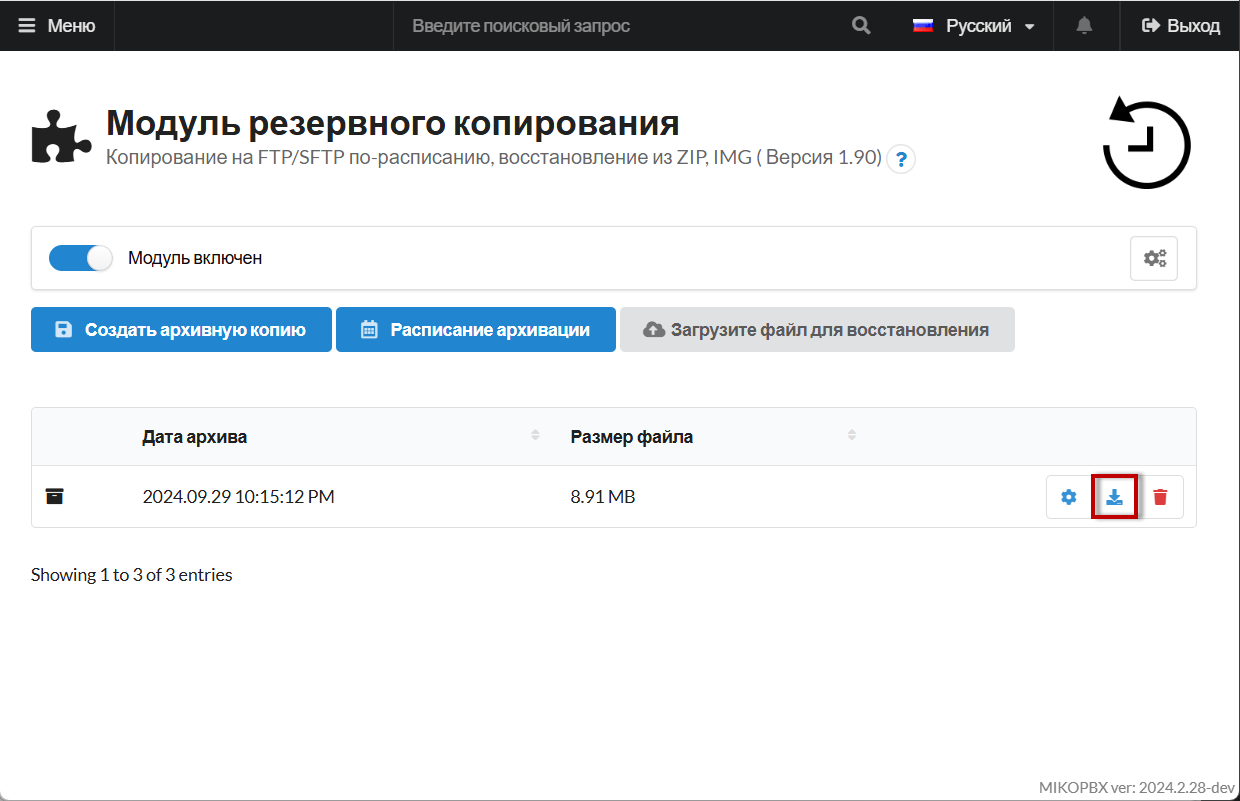 Меню
Введите поисковый запрос
Русский
Выход
Модуль резервного копирования
Копирование на FTP/SFTP по-расписанию, восстановление из ZIP, IMG ( Версия 1.90) ?
Модуль включен
Создать архивную копию
Расписание архивации
Загрузите файл для восстановления
Дата архива
Размер файла
2024.09.29 10:15:12 PM
8.91 MB
Showing 1 to 3 of 3 entries
MIKOPBX ver: 2024.2.28-dev